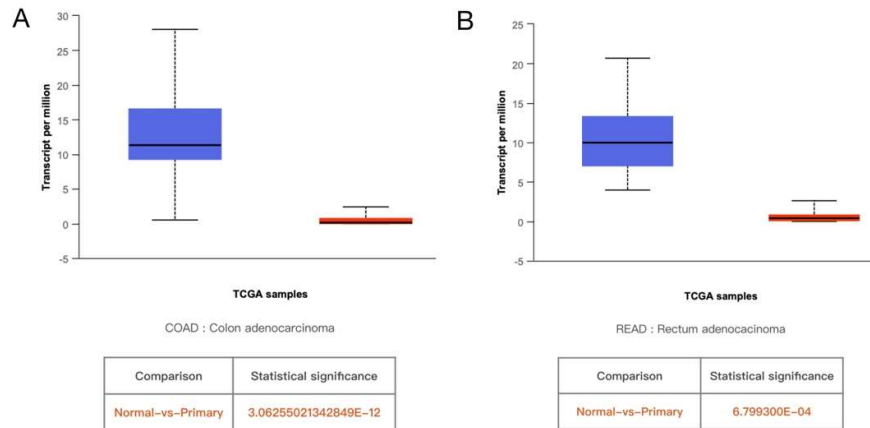 A
30
25
20
15
10
5
0
-5
Transcript per million
TCGA samples
COAD : Colon adenocarcinoma
Comparison Statistical significance
Normal-vs-Primary 3.06255021342849E-12
B
25
20
15
10
5
0
-5
Transcript per million
TCGA samples
READ : Rectum adenocacinoma
Comparison Statistical significance
Normal-vs-Primary 6.799300E-04